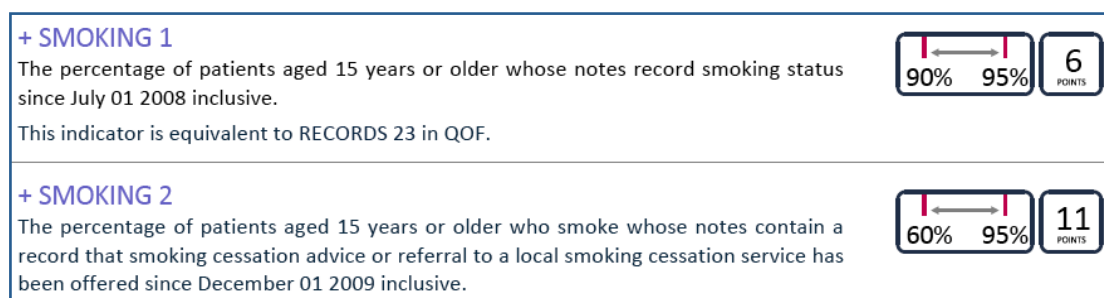 + SMOKING 1
The percentage of patients aged 15 years or older whose notes record smoking status
since July 01 2008 inclusive.
This indicator is equivalent to RECORDS 23 in QOF.
90% 95%
6
POINTS
+ SMOKING 2
The percentage of patients aged 15 years or older who smoke whose notes contain a
record that smoking cessation advice or referral to a local smoking cessation service has
been offered since December 01 2009 inclusive.
60% 95%
11
POINTS